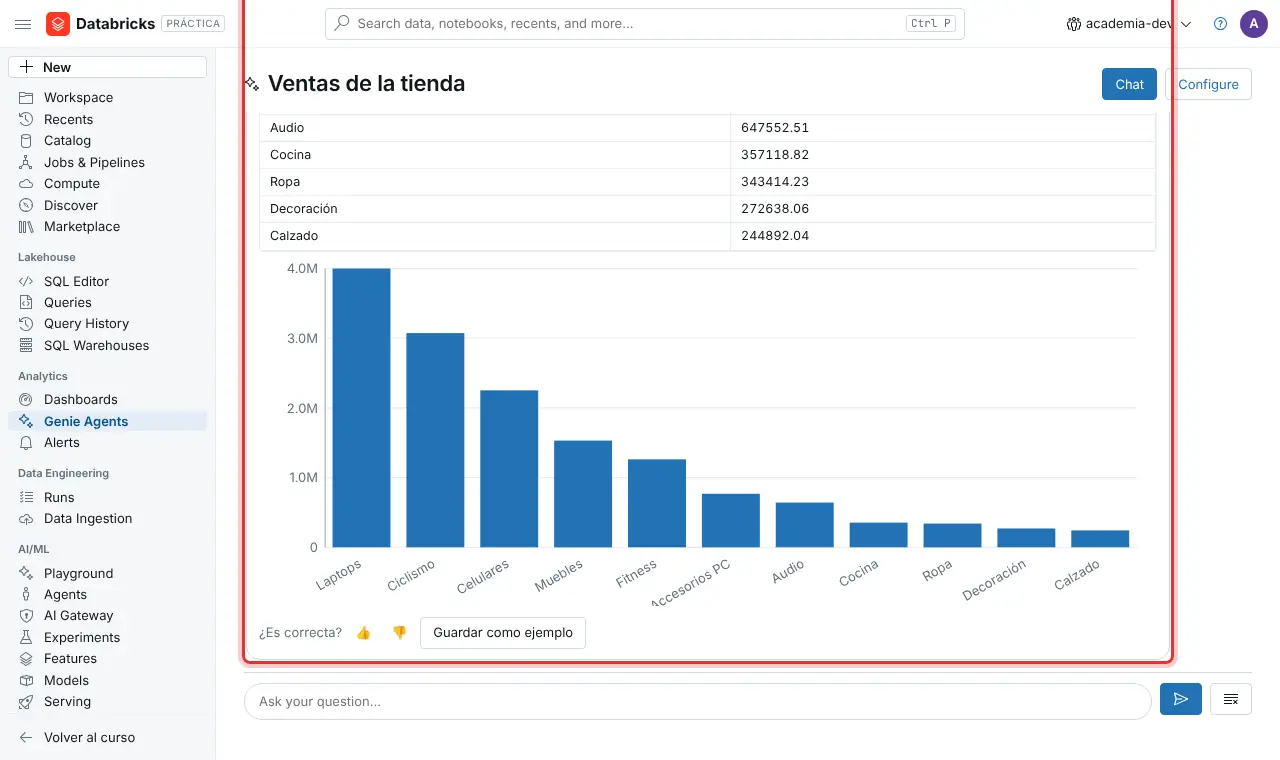 Databricks PRÁCTICA
Search data, notebooks, recents, and more... Ctrl P
academia-dev
A
New
Workspace
Recents
Catalog
Jobs & Pipelines
Compute
Discover
Marketplace
Lakehouse
SQL Editor
Queries
Query History
SQL Warehouses
Analytics
Dashboards
Genie Agents
Alerts
Data Engineering
Runs
Data Ingestion
AI/ML
Playground
Agents
AI Gateway
Experiments
Features
Models
Serving
Volver al curso
Ventas de la tienda
Chat
Configure
Audio 647552.51
Cocina 357118.82
Ropa 343414.23
Decoración 272638.06
Calzado 244892.04
4.0M
3.0M
2.0M
1.0M
0
Laptops Ciclismo Celulares Muebles Fitness Accesorios PC Audio Cocina Ropa Decoración Calzado
¿Es correcta? 👍 👎 Guardar como ejemplo
Ask your question...